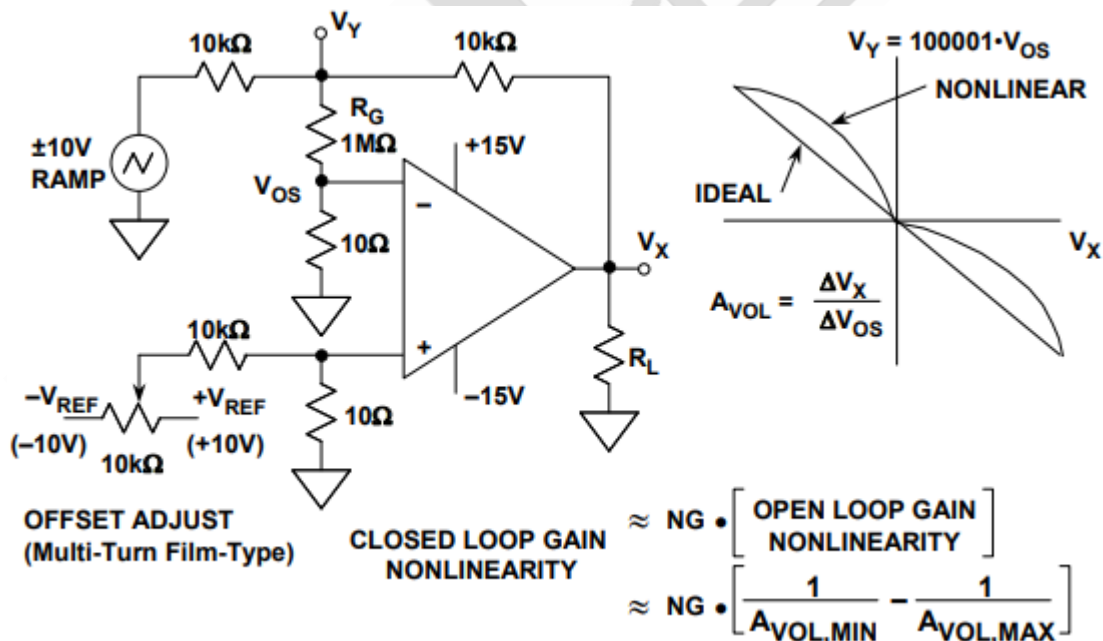 V_Y
10kΩ
10kΩ
R_G
1MΩ
+15V
±10V
RAMP
V_OS
−
10Ω
V_X
10kΩ
+
R_L
–15V
–V_REF
+V_REF
10Ω
(–10V)
(+10V)
10kΩ
V_Y = 100001•V_OS
NONLINEAR
IDEAL
V_X
A_VOL = ΔV_X
ΔV_OS
OFFSET ADJUST
(Multi-Turn Film-Type)
CLOSED LOOP GAIN
NONLINEARITY
≈ NG • [OPEN LOOP GAIN
NONLINEARITY]
≈ NG • [1 / A_VOL,MIN – 1 / A_VOL,MAX]